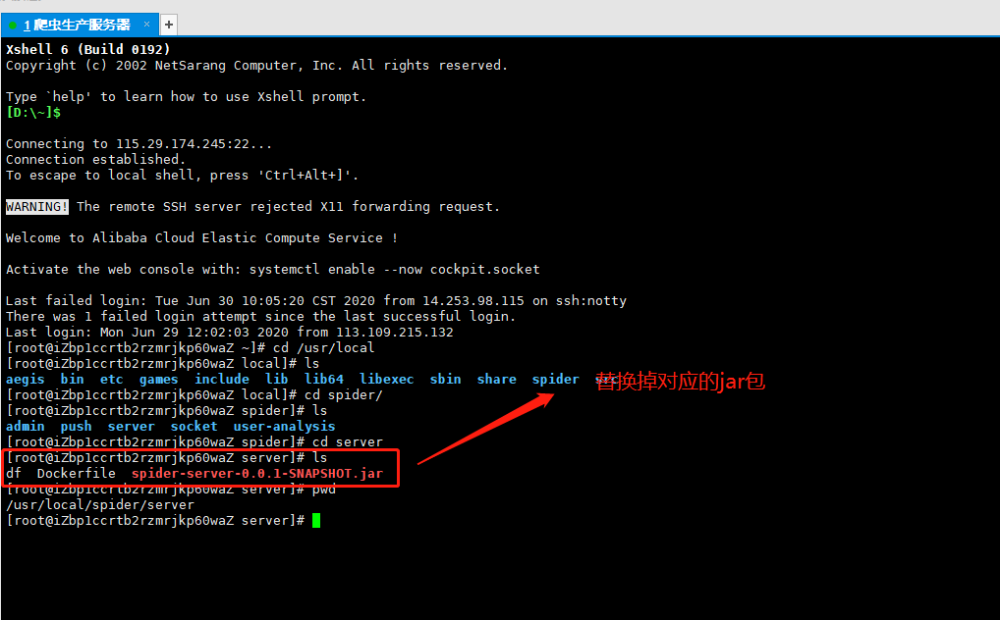 1 爬虫生产服务器 × +
Xshell 6 (Build 0192)
Copyright (c) 2002 NetSarang Computer, Inc. All rights reserved.
Type `help' to learn how to use Xshell prompt.
[D:\~]$
Connecting to 115.29.174.245:22...
Connection established.
To escape to local shell, press 'Ctrl+Alt+]'.
WARNING! The remote SSH server rejected X11 forwarding request.
Welcome to Alibaba Cloud Elastic Compute Service !
Activate the web console with: systemctl enable --now cockpit.socket
Last failed login: Tue Jun 30 10:05:20 CST 2020 from 14.253.98.115 on ssh:notty
There was 1 failed login attempt since the last successful login.
Last login: Mon Jun 29 12:02:03 2020 from 113.109.215.132
[root@iZbp1ccrtb2rzmrjkp60waZ ~]# cd /usr/local
[root@iZbp1ccrtb2rzmrjkp60waZ local]# ls
aegis bin etc games include lib lib64 libexec sbin share spider src
替换掉对应的jar包
[root@iZbp1ccrtb2rzmrjkp60waZ local]# cd spider/
[root@iZbp1ccrtb2rzmrjkp60waZ spider]# ls
admin push server socket user-analysis
[root@iZbp1ccrtb2rzmrjkp60waZ spider]# cd server
[root@iZbp1ccrtb2rzmrjkp60waZ server]# ls
df Dockerfile spider-server-0.0.1-SNAPSHOT.jar
[root@iZbp1ccrtb2rzmrjkp60waZ server]# pwd
/usr/local/spider/server
[root@iZbp1ccrtb2rzmrjkp60waZ server]#